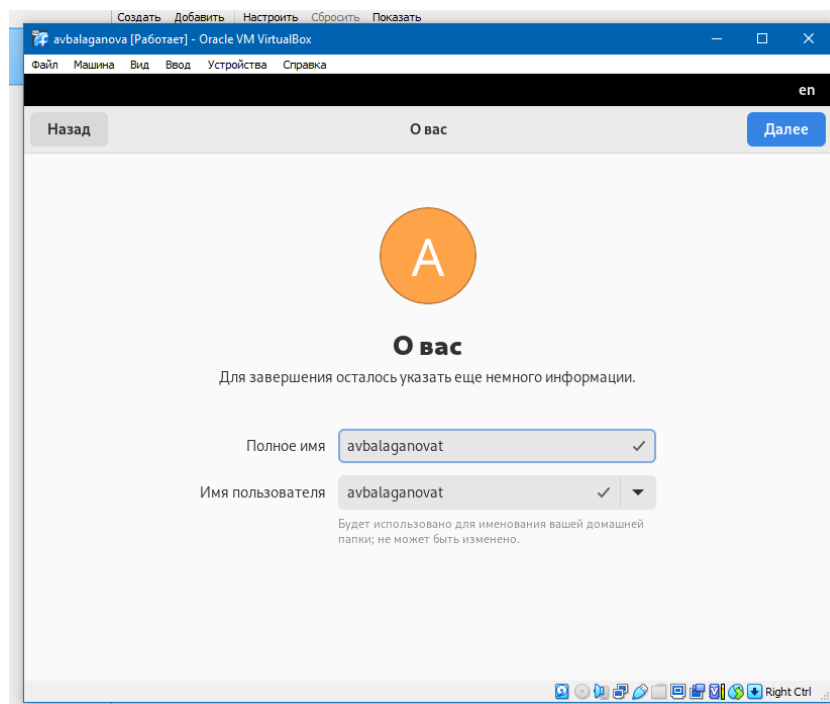 Создать Добавить Настроить Сбросить Показать
avbalaganova [Работает] - Oracle VM VirtualBox
Файл Машина Вид Ввод Устройства Справка
en
Назад О вас Далее
A
О вас
Для завершения осталось указать еще немного информации.
Полное имя avbalaganovat
Имя пользователя avbalaganovat
Будет использовано для именования вашей домашней
папки; не может быть изменено.
Right Ctrl